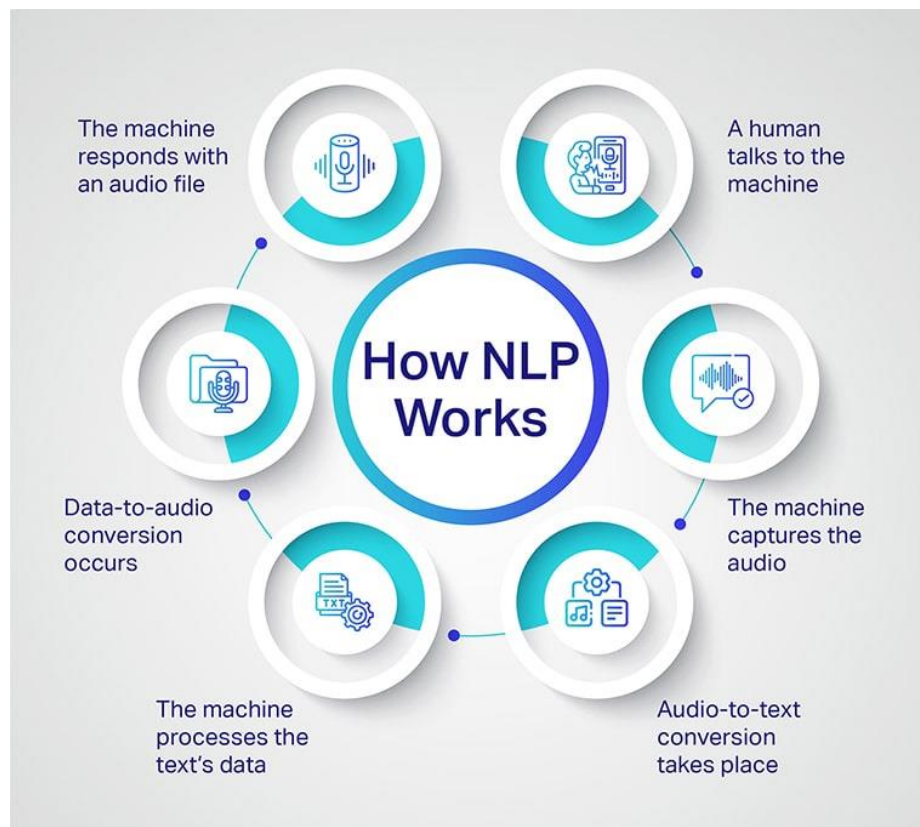 How NLP
Works
A human
talks to the
machine
The machine
captures the
audio
Audio-to-text
conversion
takes place
The machine
processes the
text's data
TXT
Data-to-audio
conversion
occurs
The machine
responds with
an audio file